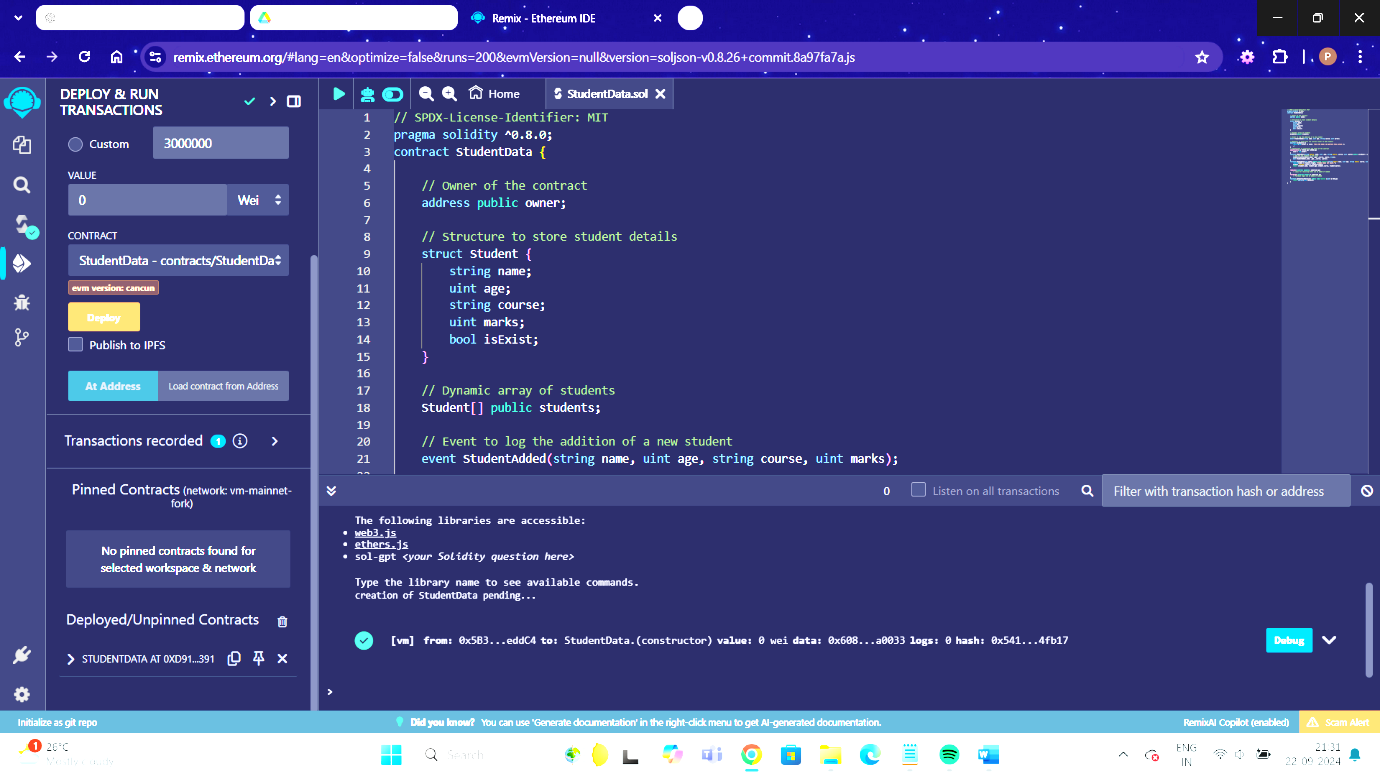 Remix - Ethereum IDE
remix.ethereum.org/#lang=en&optimize=false&runs=200&evmVersion=null&version=soljson-v0.8.26+commit.8a97fa7a.js
P
DEPLOY & RUN
TRANSACTIONS
Custom
3000000
VALUE
0
Wei
CONTRACT
StudentData - contracts/StudentDa
evm version: cancun
Deploy
Publish to IPFS
At Address
Load contract from Address
Transactions recorded 1
Pinned Contracts (network: vm-mainnet-
fork)
No pinned contracts found for
selected workspace & network
Deployed/Unpinned Contracts
STUDENTDATA AT 0XD91...391
Home
StudentData.sol
1 // SPDX-License-Identifier: MIT
2 pragma solidity ^0.8.0;
3 contract StudentData {
4
5 // Owner of the contract
6 address public owner;
7
8 // Structure to store student details
9 struct Student {
10 string name;
11 uint age;
12 string course;
13 uint marks;
14 bool isExist;
15 }
16
17 // Dynamic array of students
18 Student[] public students;
19
20 // Event to log the addition of a new student
21 event StudentAdded(string name, uint age, string course, uint marks);
0
Listen on all transactions
Filter with transaction hash or address
The following libraries are accessible:
• web3.js
• ethers.js
• sol-gpt <your Solidity question here>
Type the library name to see available commands.
creation of StudentData pending...
[vm] from: 0x5B3...eddC4 to: StudentData.(constructor) value: 0 wei data: 0x608...a0033 logs: 0 hash: 0x541...4fb17
Debug
>
Initialize as git repo
Did you know? You can use 'Generate documentation' in the right-click menu to get AI-generated documentation.
RemixAI Copilot (enabled)
Scam Alert
1
26°C
Search
ENG
IN
21:31
22-09-2024